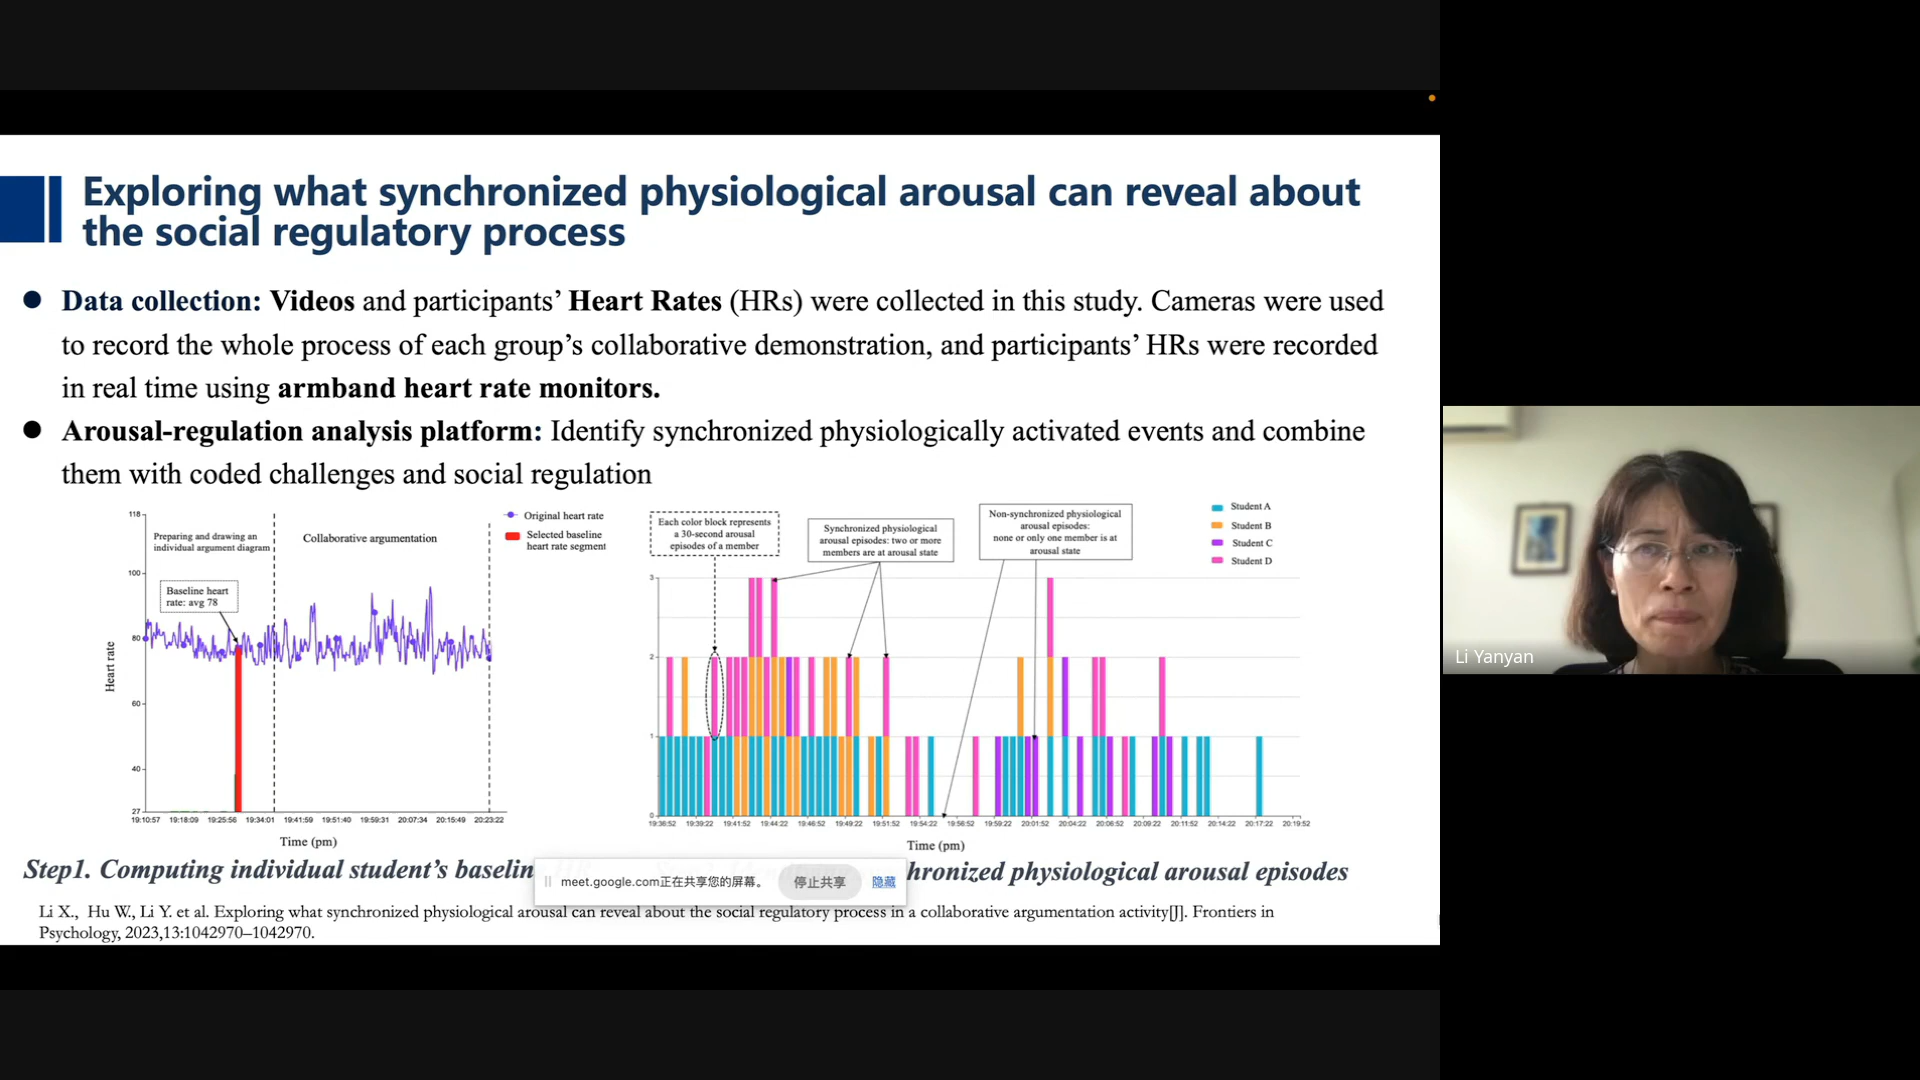 Exploring what synchronized physiological arousal can reveal about
the social regulatory process
Data collection: Videos and participants’ Heart Rates (HRs) were collected in this study. Cameras were used
to record the whole process of each group’s collaborative demonstration, and participants’ HRs were recorded
in real time using armband heart rate monitors.
Arousal-regulation analysis platform: Identify synchronized physiologically activated events and combine
them with coded challenges and social regulation
118
100
80
60
40
27
Heart rate
Preparing and drawing an
individual argument diagram
Collaborative argumentation
Baseline heart
rate: avg 78
Original heart rate
Selected baseline
heart rate segment
19:10:57 19:18:09 19:25:56 19:34:01 19:41:59 19:51:40 19:59:31 20:07:34 20:15:49 20:23:22
Time (pm)
Each color block represents
a 30-second arousal
episodes of a member
Synchronized physiological
arousal episodes: two or more
members are at arousal state
Non-synchronized physiological
arousal episodes:
none or only one member is at
arousal state
Student A
Student B
Student C
Student D
3
2
1
0
19:36:52 19:39:22 19:41:52 19:44:22 19:46:52 19:49:22 19:51:52 19:54:22 19:56:52 19:59:22 20:01:52 20:04:22 20:06:52 20:09:22 20:11:52 20:14:22 20:17:22 20:19:52
Time (pm)
Step1. Computing individual student’s baselin
hronized physiological arousal episodes
meet.google.com正在共享您的屏幕。 停止共享 隐藏
Li X., Hu W., Li Y. et al. Exploring what synchronized physiological arousal can reveal about the social regulatory process in a collaborative argumentation activity[J]. Frontiers in
Psychology, 2023,13:1042970–1042970.
Li Yanyan